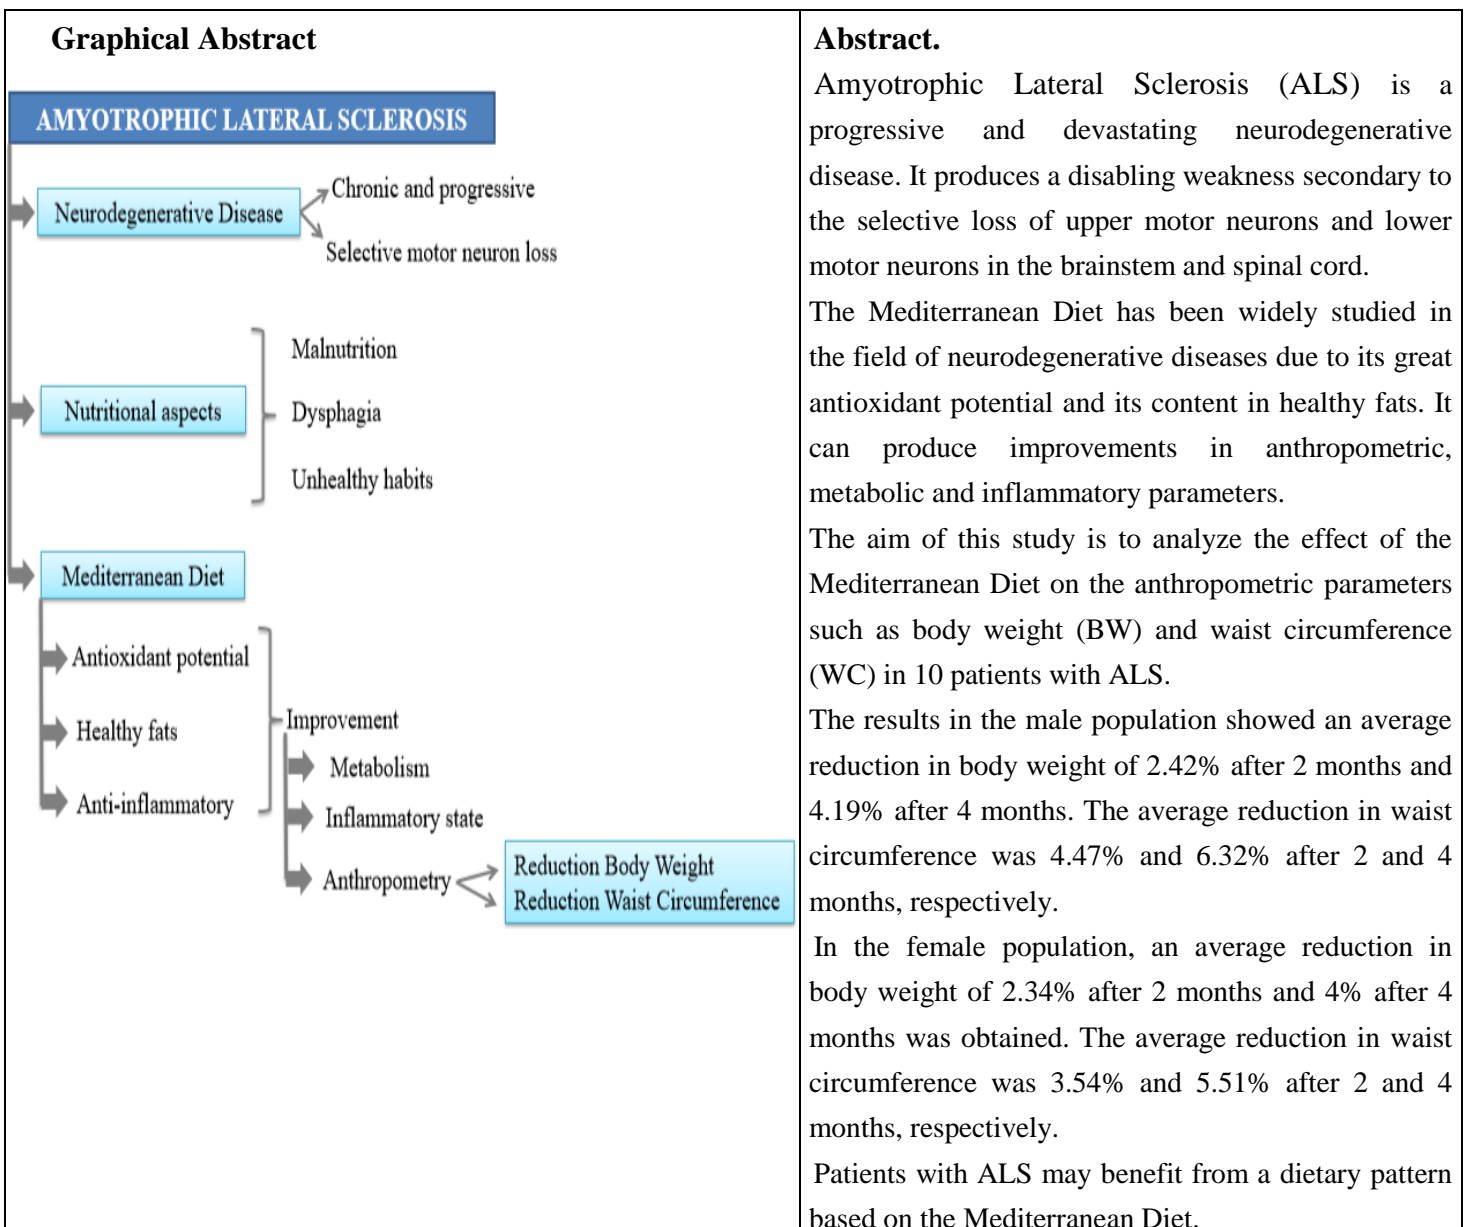 Graphical Abstract
AMYOTROPHIC LATERAL SCLEROSIS
Neurodegenerative Disease
Chronic and progressive
Selective motor neuron loss
Nutritional aspects
Malnutrition
Dysphagia
Unhealthy habits
Mediterranean Diet
Antioxidant potential
Healthy fats
Anti-inflammatory
Improvement
Metabolism
Inflammatory state
Anthropometry
Reduction Body Weight
Reduction Waist Circumference
Abstract.
Amyotrophic Lateral Sclerosis (ALS) is a
progressive and devastating neurodegenerative
disease. It produces a disabling weakness secondary to
the selective loss of upper motor neurons and lower
motor neurons in the brainstem and spinal cord.
The Mediterranean Diet has been widely studied in
the field of neurodegenerative diseases due to its great
antioxidant potential and its content in healthy fats. It
can produce improvements in anthropometric,
metabolic and inflammatory parameters.
The aim of this study is to analyze the effect of the
Mediterranean Diet on the anthropometric parameters
such as body weight (BW) and waist circumference
(WC) in 10 patients with ALS.
The results in the male population showed an average
reduction in body weight of 2.42% after 2 months and
4.19% after 4 months. The average reduction in waist
circumference was 4.47% and 6.32% after 2 and 4
months, respectively.
In the female population, an average reduction in
body weight of 2.34% after 2 months and 4% after 4
months was obtained. The average reduction in waist
circumference was 3.54% and 5.51% after 2 and 4
months, respectively.
Patients with ALS may benefit from a dietary pattern
based on the Mediterranean Diet.